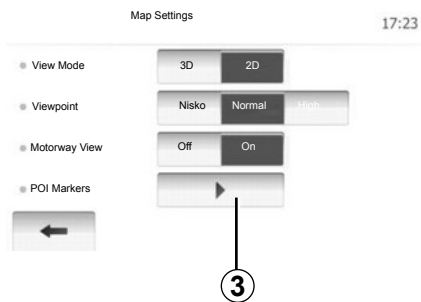 Map Settings 17:23
View Mode 3D 2D
Viewpoint Nisko Normal High
Motorway View Off On
POI Markers
3